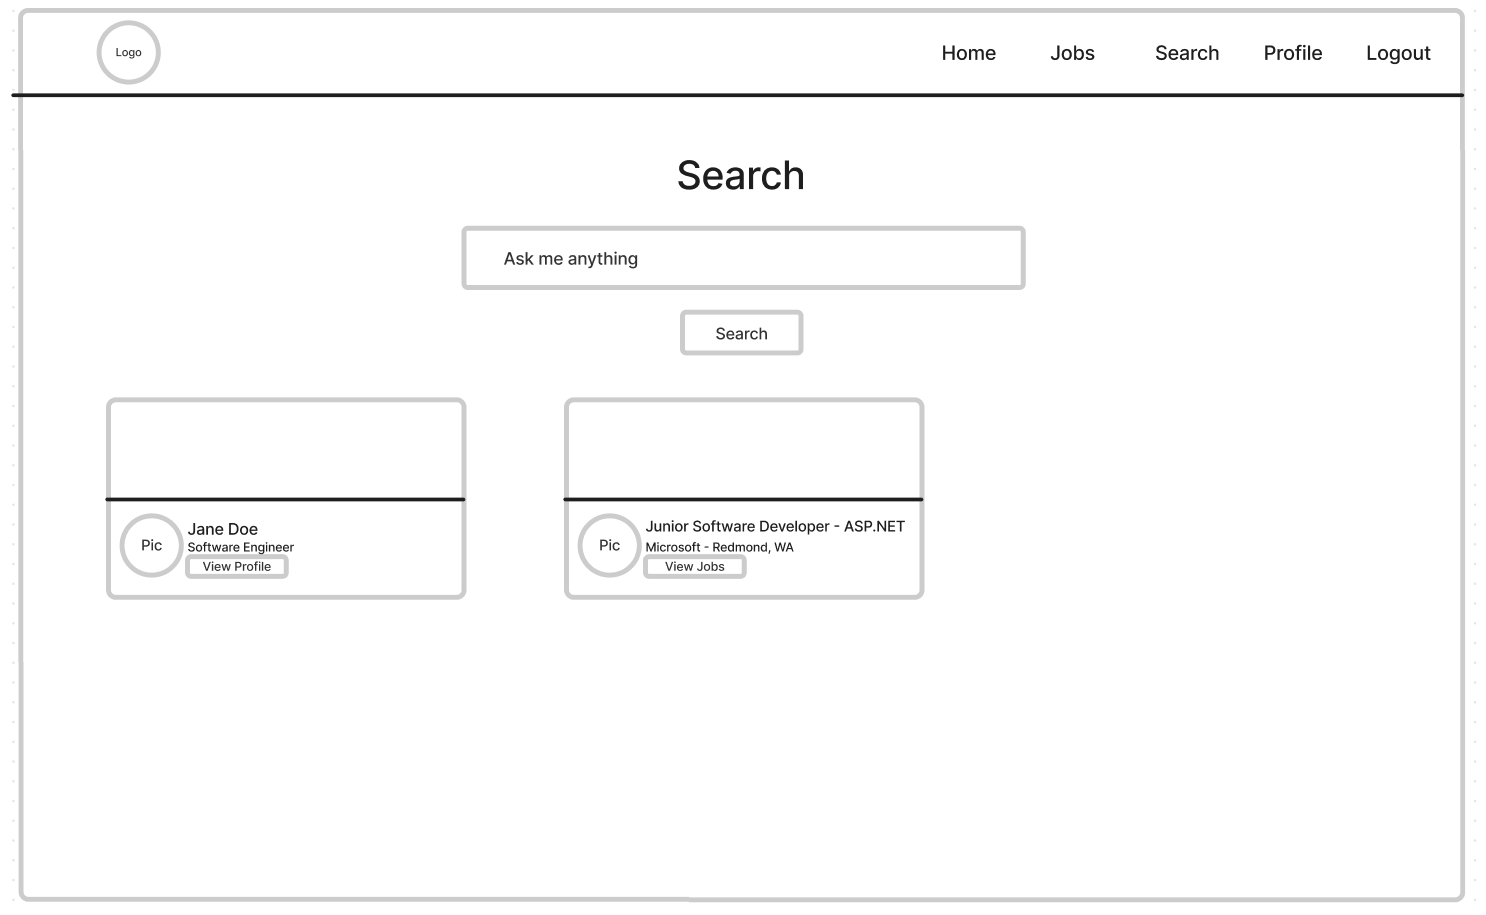 Logo
Home Jobs Search Profile Logout
Search
Ask me anything
Search
Pic
Jane Doe
Software Engineer
View Profile
Pic
Junior Software Developer - ASP.NET
Microsoft - Redmond, WA
View Jobs